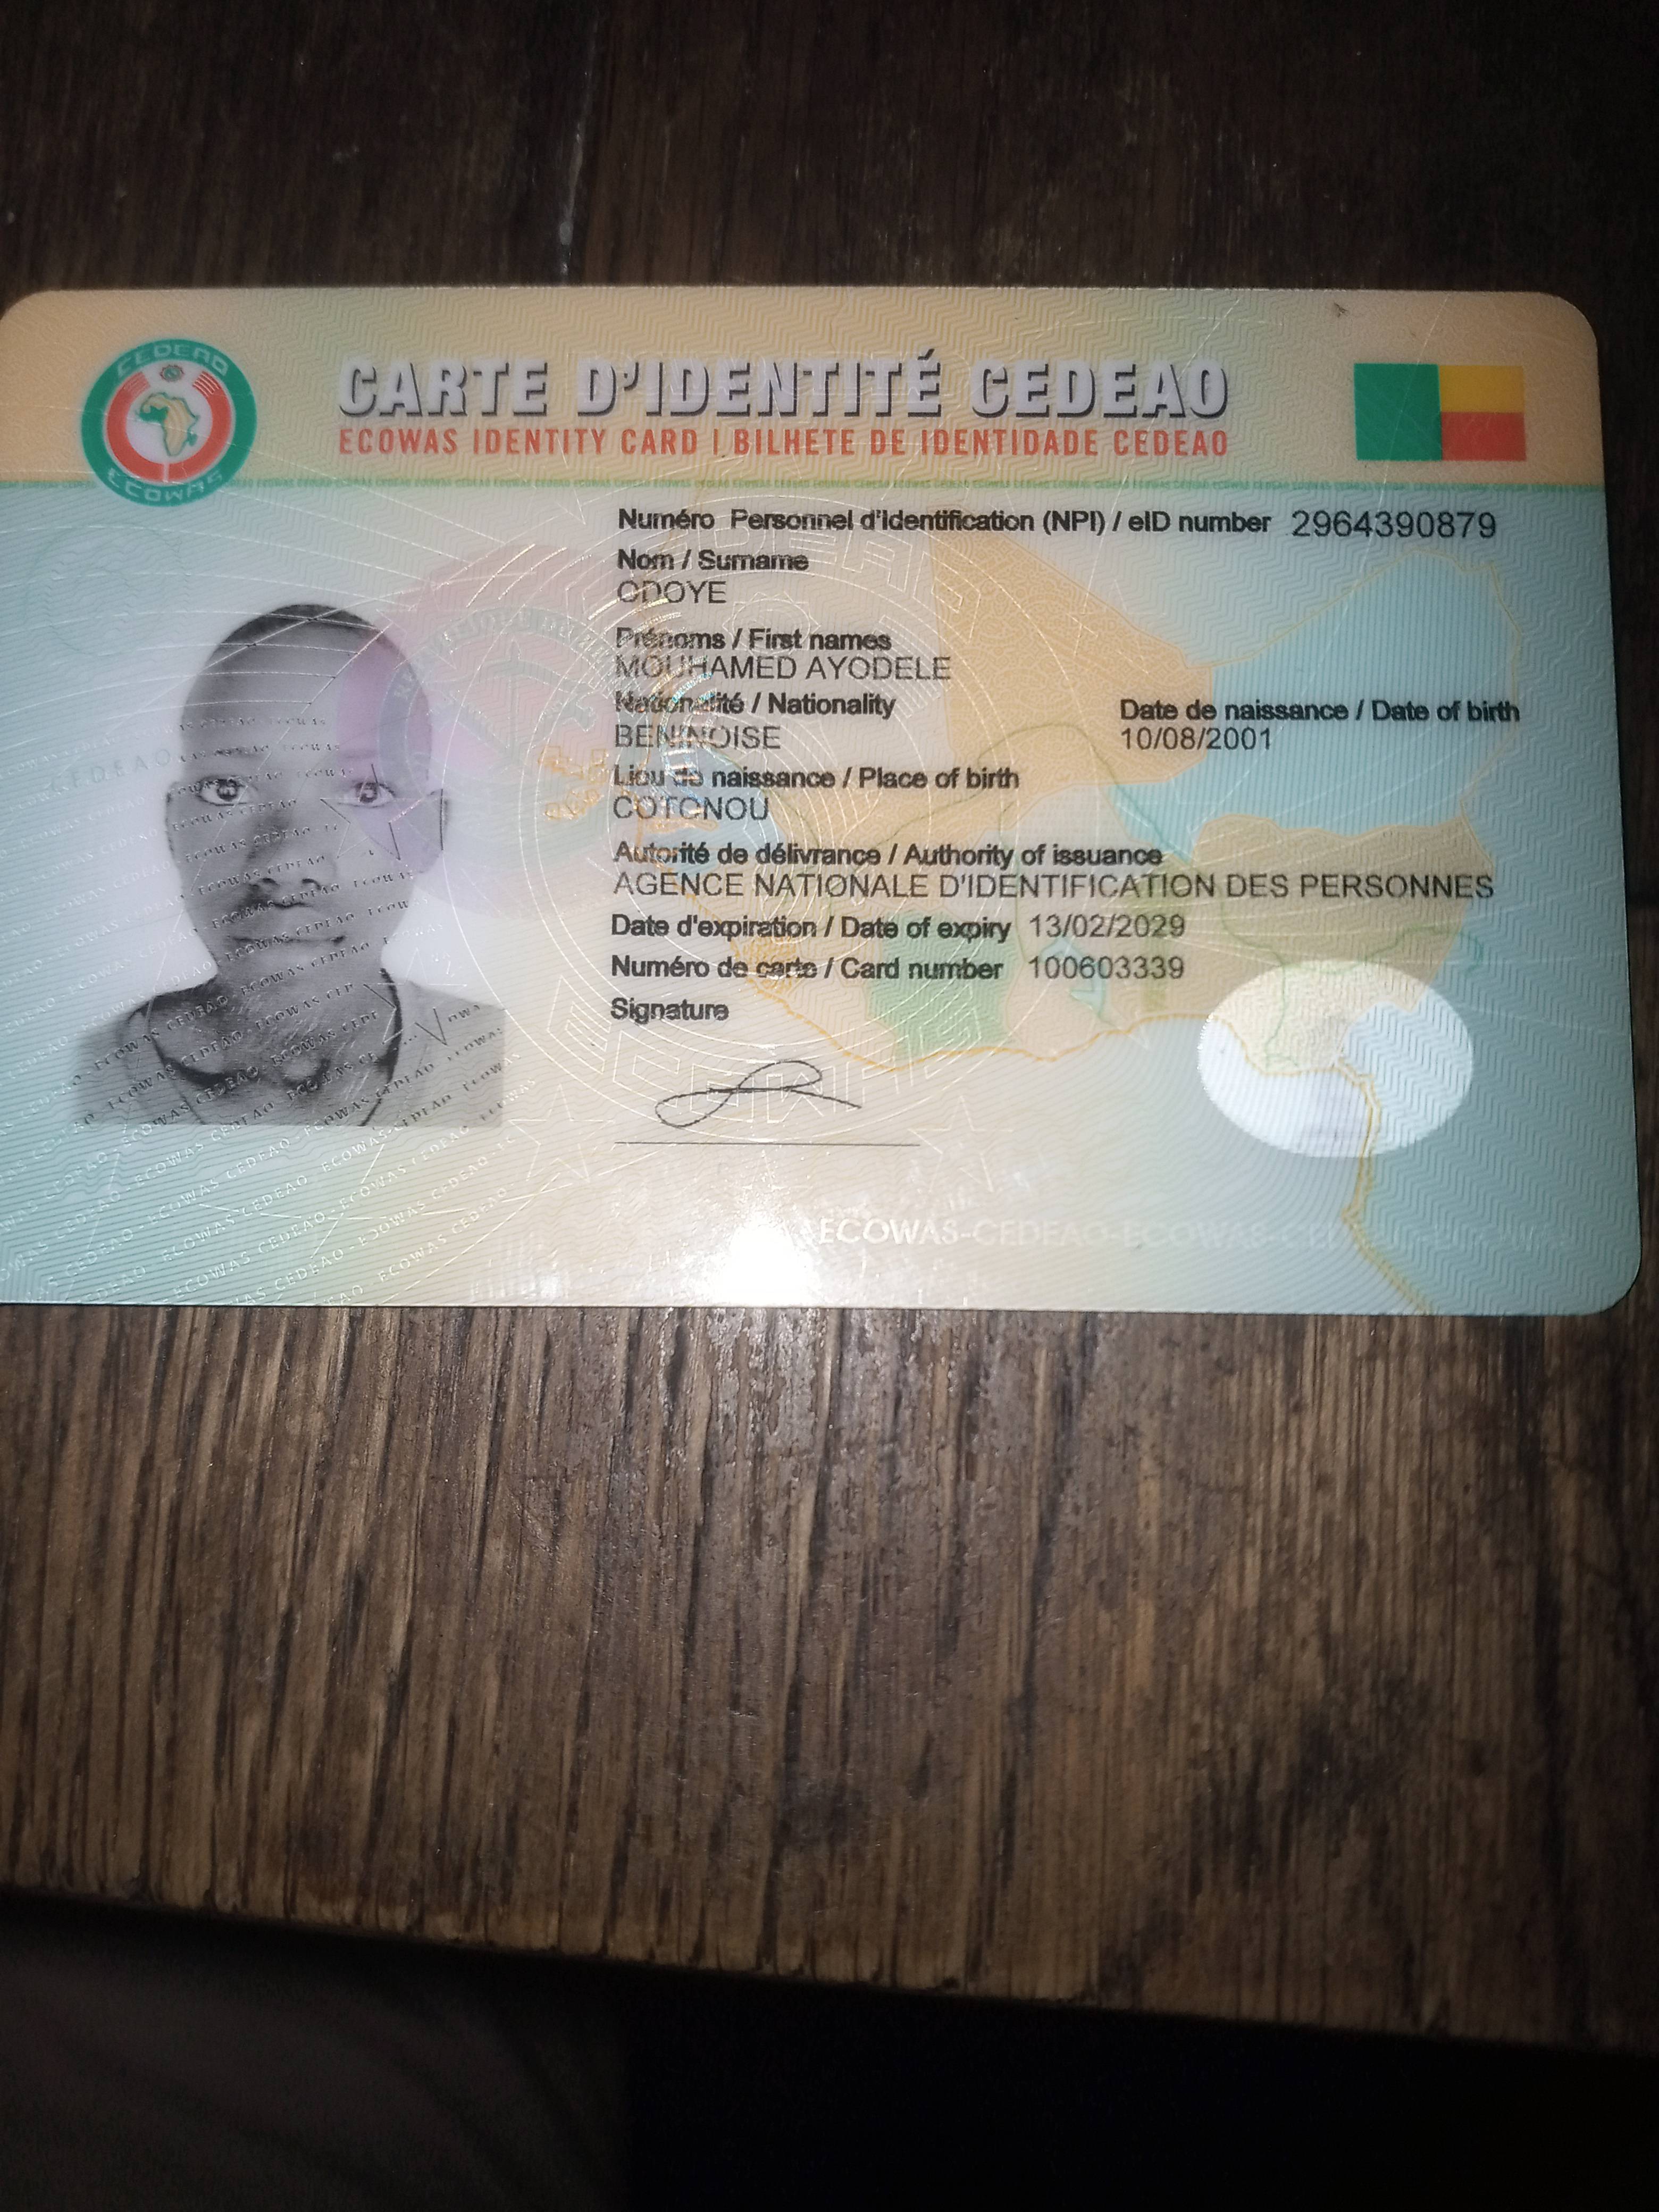 CEDEAO
ECOWAS
CARTE D'IDENTITÉ CEDEAO
ECOWAS IDENTITY CARD | BILHETE DE IDENTIDADE CEDEAO
Numéro Personnel d'Identification (NPI) / eID number 2964390879
Nom / Surname
ODOYE
Prénoms / First names
MOUHAMED AYODELE
Nationalité / Nationality
BENINOISE
Date de naissance / Date of birth
10/08/2001
Lieu de naissance / Place of birth
COTONOU
Autorité de délivrance / Authority of issuance
AGENCE NATIONALE D'IDENTIFICATION DES PERSONNES
Date d'expiration / Date of expiry 13/02/2029
Numéro de carte / Card number 100603339
Signature
ECOWAS-CEDEAO-ECOWAS-CE